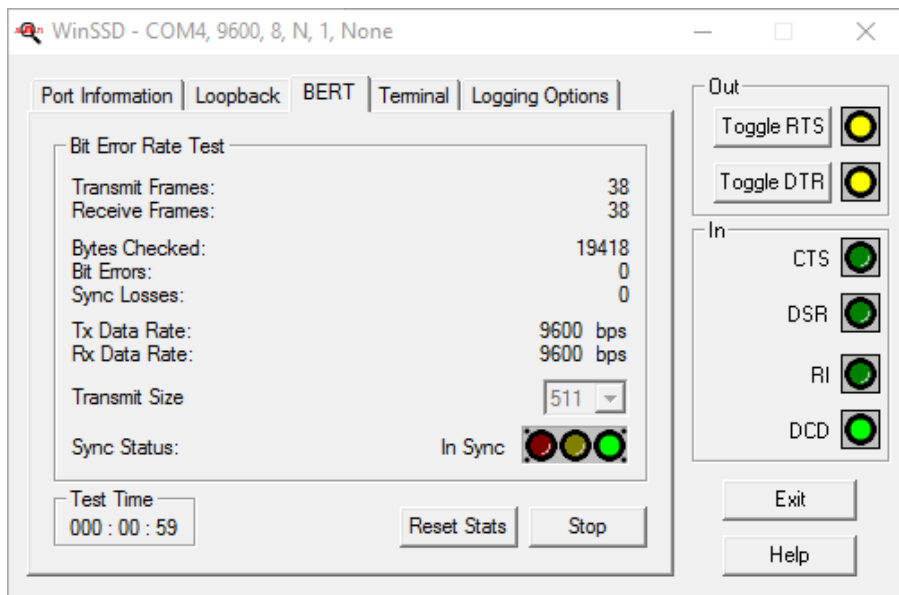 WinSSD - COM4, 9600, 8, N, 1, None
Port Information Loopback BERT Terminal Logging Options
Bit Error Rate Test
Transmit Frames: 38
Receive Frames: 38
Bytes Checked: 19418
Bit Errors: 0
Sync Losses: 0
Tx Data Rate: 9600 bps
Rx Data Rate: 9600 bps
Transmit Size 511
Sync Status: In Sync
Test Time
000 : 00 : 59
Reset Stats Stop
Out
Toggle RTS
Toggle DTR
In
CTS
DSR
RI
DCD
Exit
Help